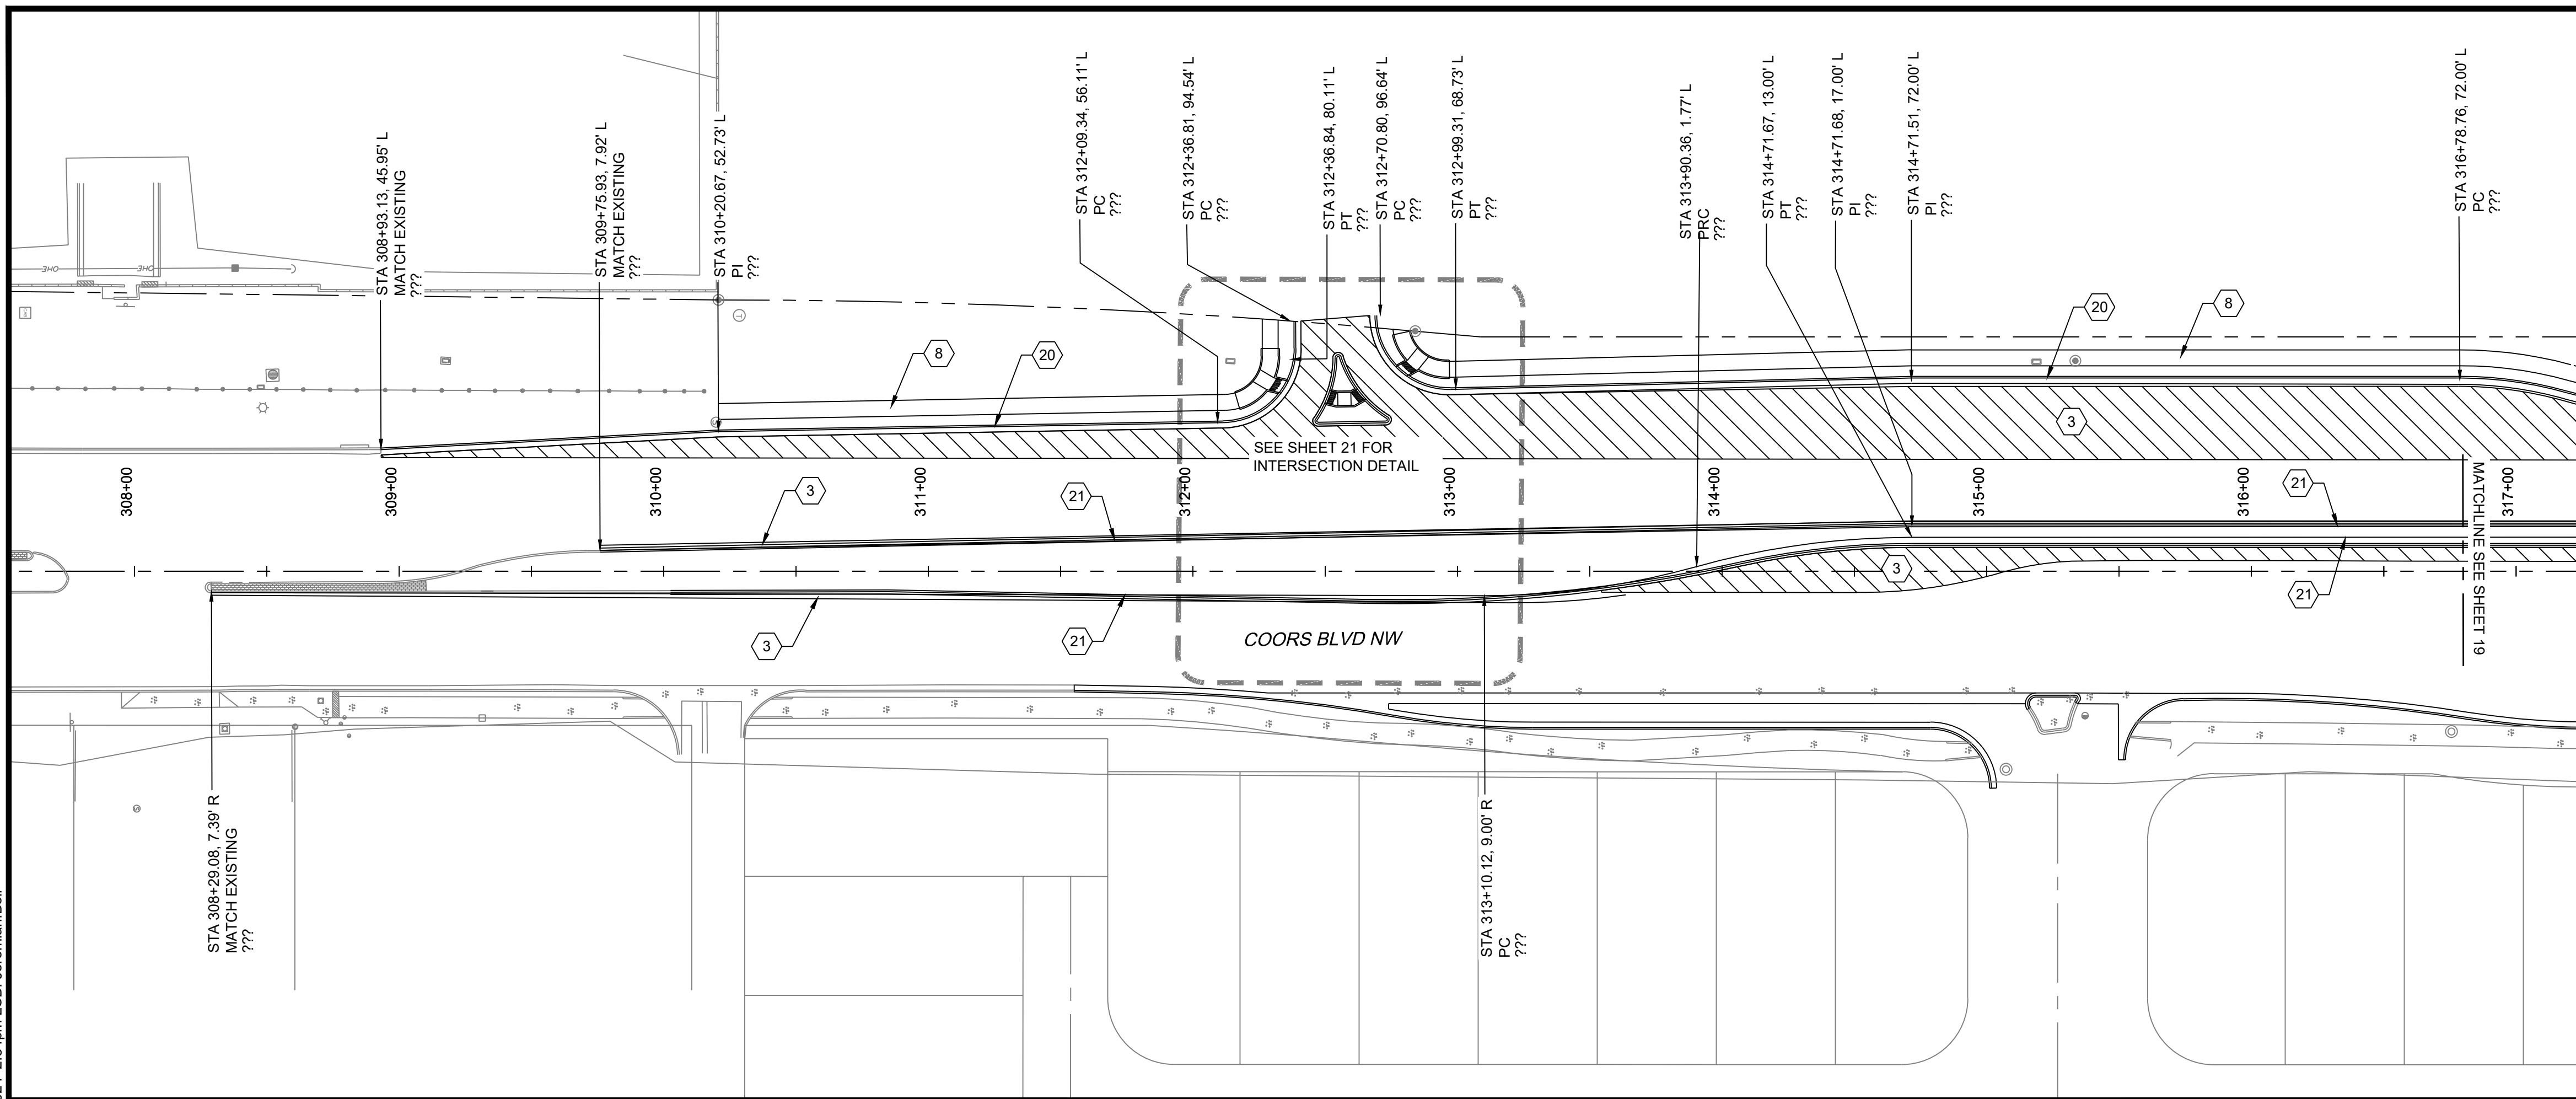 STA 308+93.13, 45.95' L
MATCH EXISTING
???
STA 309+75.93, 7.92' L
MATCH EXISTING
???
STA 310+20.67, 52.73' L
PI
???
STA 312+09.34, 56.11' L
PC
???
STA 312+36.81, 94.54' L
PC
???
STA 312+36.84, 80.11' L
PT
???
STA 312+70.80, 96.64' L
PC
???
STA 312+99.31, 68.73' L
PT
???
STA 313+90.36, 1.77' L
PRC
???
STA 314+71.67, 13.00' L
PT
???
STA 314+71.68, 17.00' L
PI
???
STA 314+71.51, 72.00' L
PI
???
STA 316+78.76, 72.00' L
PC
???
OHE
OHE
T
8
20
20
8
3
SEE SHEET 21 FOR
INTERSECTION DETAIL
308+00
309+00
310+00
311+00
312+00
313+00
314+00
315+00
316+00
317+00
MATCHLINE SEE SHEET 19
3
21
21
3
21
3
21
COORS BLVD NW
STA 308+29.08, 7.39' R
MATCH EXISTING
???
STA 313+10.12, 9.00' R
PC
???
S